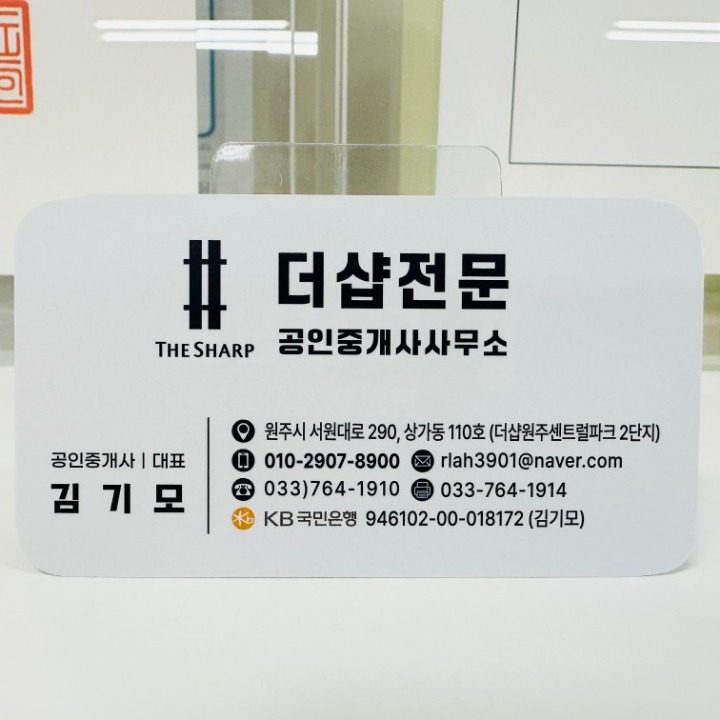 더샵전문
THE SHARP
공인중개사사무소
공인중개사 | 대표
김기모
원주시 서원대로 290, 상가동 110호 (더샵원주센트럴파크 2단지)
010-2907-8900 rlah3901@naver.com
033)764-1910 033-764-1914
KB국민은행 946102-00-018172 (김기모)